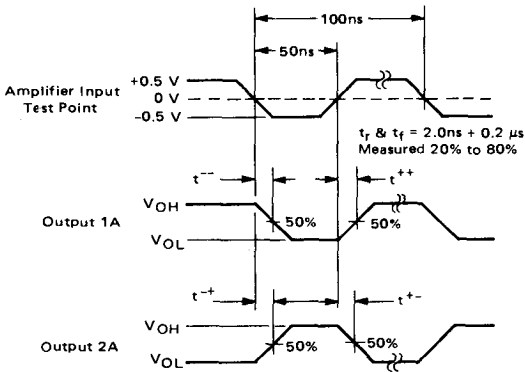 100ns
50ns
+0.5 V
Amplifier Input
Test Point
0 V
-0.5 V
tr & tf = 2.0ns + 0.2 μs
Measured 20% to 80%
t-- t++
VOH
Output 1A
50% 50%
VOL
t-+ t+-
VOH
Output 2A
50% 50%
VOL